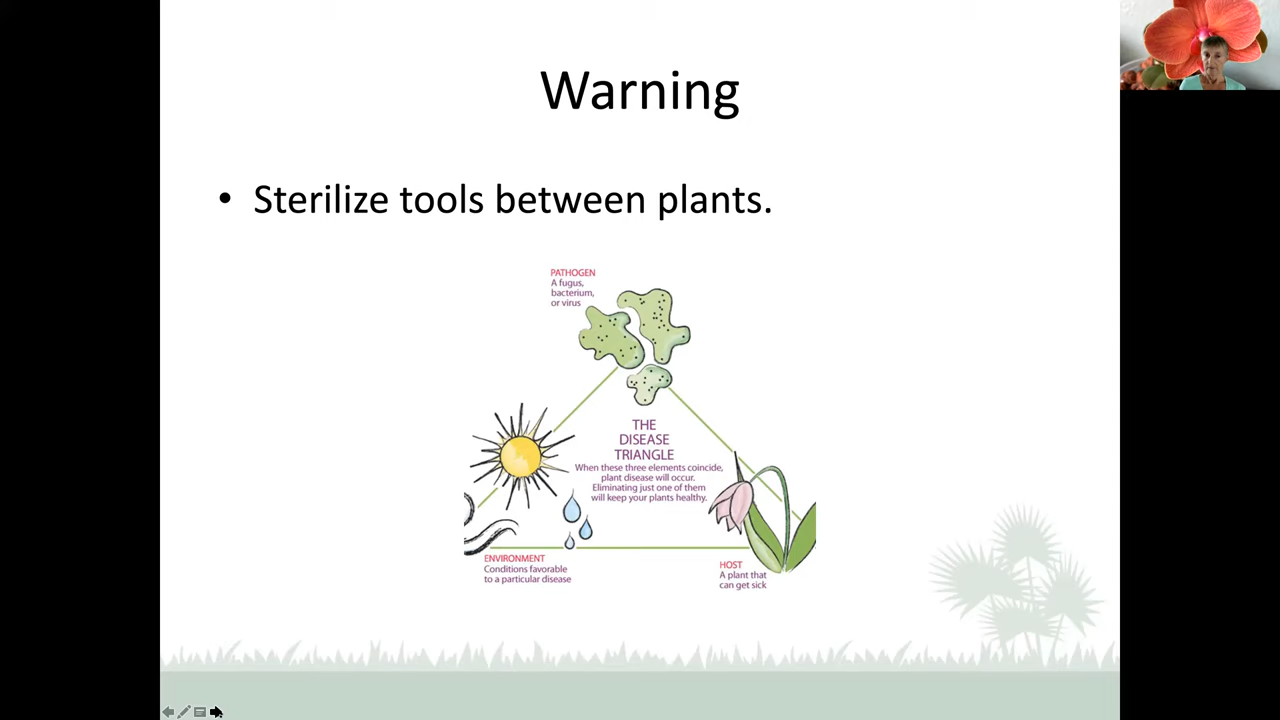 Warning
• Sterilize tools between plants.
PATHOGEN
A fugus,
bacterium,
or virus
THE
DISEASE
TRIANGLE
When these three elements coincide,
plant disease will occur.
Eliminating just one of them
will keep your plants healthy.
ENVIRONMENT
Conditions favorable
to a particular disease
HOST
A plant that
can get sick